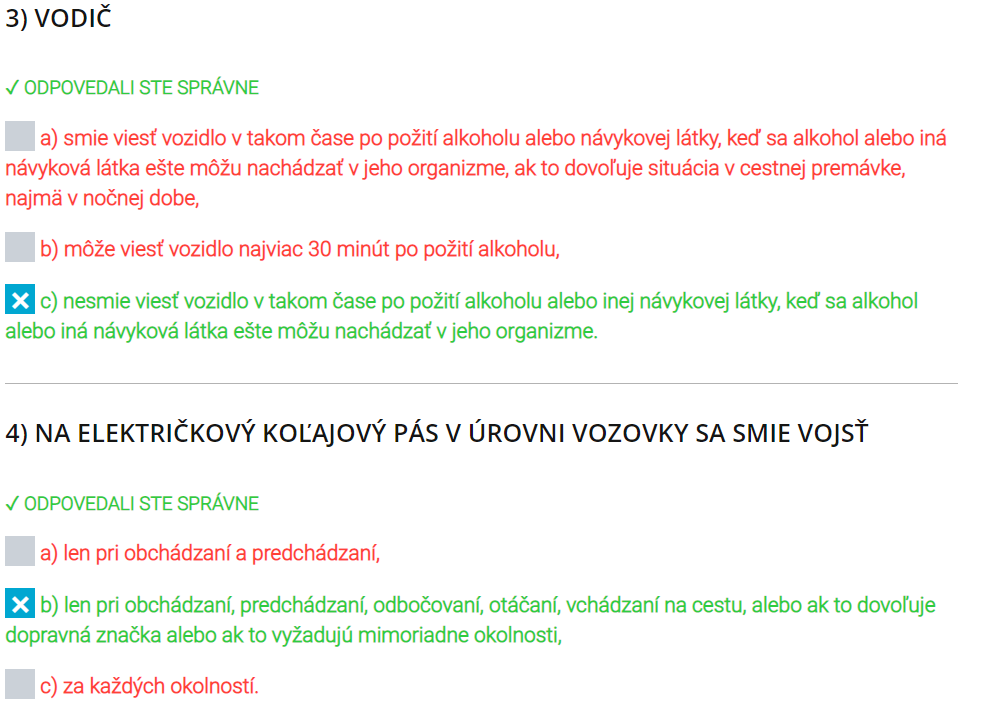 3) VODIČ
✓ ODPOVEDALI STE SPRÁVNE
a) smie viesť vozidlo v takom čase po požití alkoholu alebo návykovej látky, keď sa alkohol alebo iná
návyková látka ešte môžu nachádzať v jeho organizme, ak to dovoľuje situácia v cestnej premávke,
najmä v nočnej dobe,
b) môže viesť vozidlo najviac 30 minút po požití alkoholu,
c) nesmie viesť vozidlo v takom čase po požití alkoholu alebo inej návykovej látky, keď sa alkohol
alebo iná návyková látka ešte môžu nachádzať v jeho organizme.
4) NA ELEKTRIČKOVÝ KOĽAJOVÝ PÁS V ÚROVNI VOZOVKY SA SMIE VOJSŤ
✓ ODPOVEDALI STE SPRÁVNE
a) len pri obchádzaní a predchádzaní,
b) len pri obchádzaní, predchádzaní, odbočovaní, otáčaní, vchádzaní na cestu, alebo ak to dovoľuje
dopravná značka alebo ak to vyžadujú mimoriadne okolnosti,
c) za každých okolností.